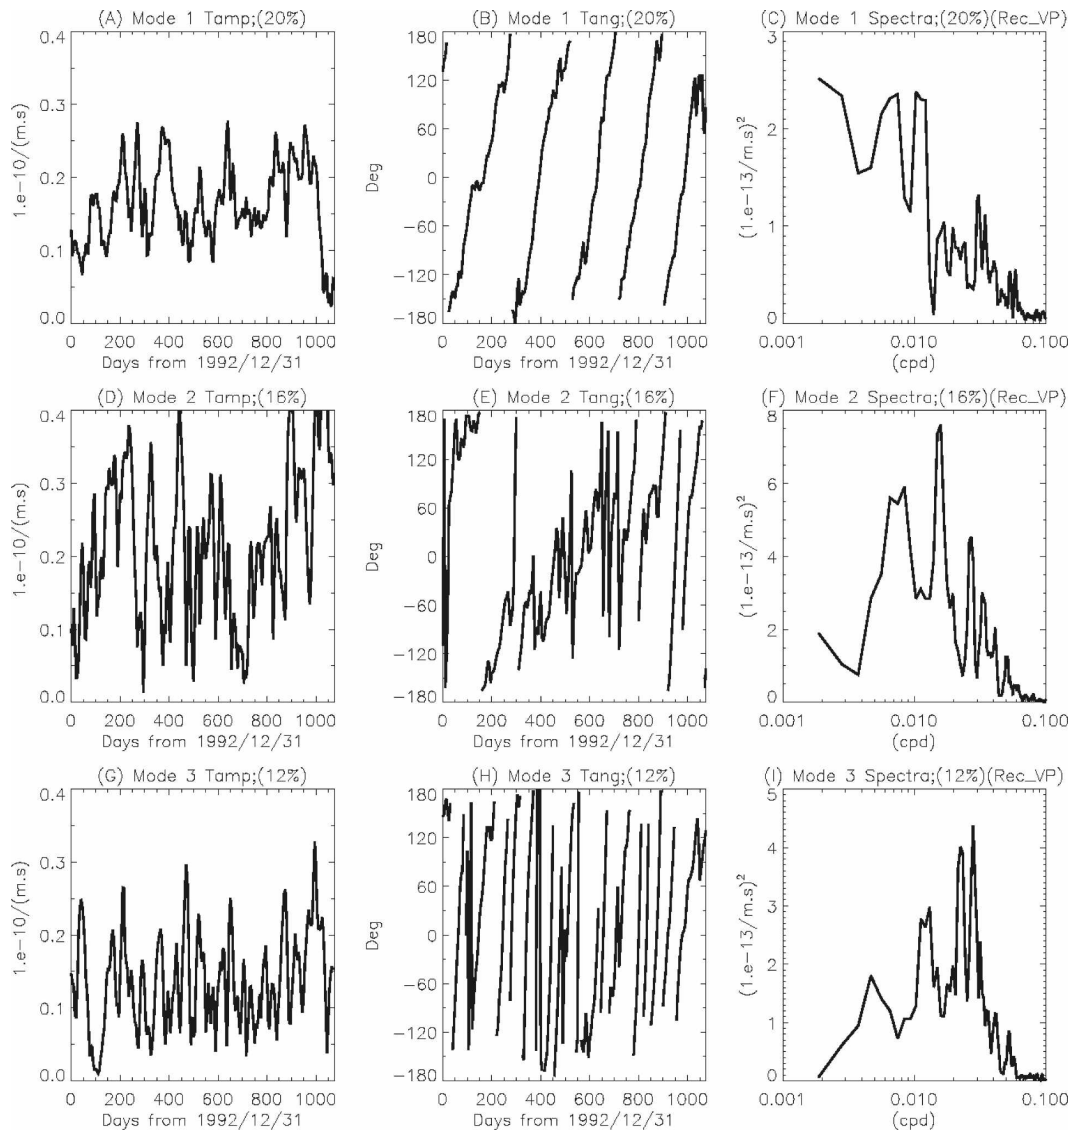 (A) Mode 1 Tamp;(20%)
0.4
0.3
0.2
0.1
0.0
1.e-10/(m.s)
0 200 400 600 800 1000
Days from 1992/12/31
(B) Mode 1 Tang;(20%)
180
120
60
0
-60
-120
-180
Deg
0 200 400 600 800 1000
Days from 1992/12/31
(C) Mode 1 Spectra;(20%)(Rec_VP)
3
2
1
0
(1.e-13/m.s)²
0.001 0.010 0.100
(cpd)
(D) Mode 2 Tamp;(16%)
0.4
0.3
0.2
0.1
0.0
1.e-10/(m.s)
0 200 400 600 800 1000
Days from 1992/12/31
(E) Mode 2 Tang;(16%)
180
120
60
0
-60
-120
-180
Deg
0 200 400 600 800 1000
Days from 1992/12/31
(F) Mode 2 Spectra;(16%)(Rec_VP)
8
6
4
2
0
(1.e-13/m.s)²
0.001 0.010 0.100
(cpd)
(G) Mode 3 Tamp;(12%)
0.4
0.3
0.2
0.1
0.0
1.e-10/(m.s)
0 200 400 600 800 1000
Days from 1992/12/31
(H) Mode 3 Tang;(12%)
180
120
60
0
-60
-120
-180
Deg
0 200 400 600 800 1000
Days from 1992/12/31
(I) Mode 3 Spectra;(12%)(Rec_VP)
5
4
3
2
1
0
(1.e-13/m.s)²
0.001 0.010 0.100
(cpd)